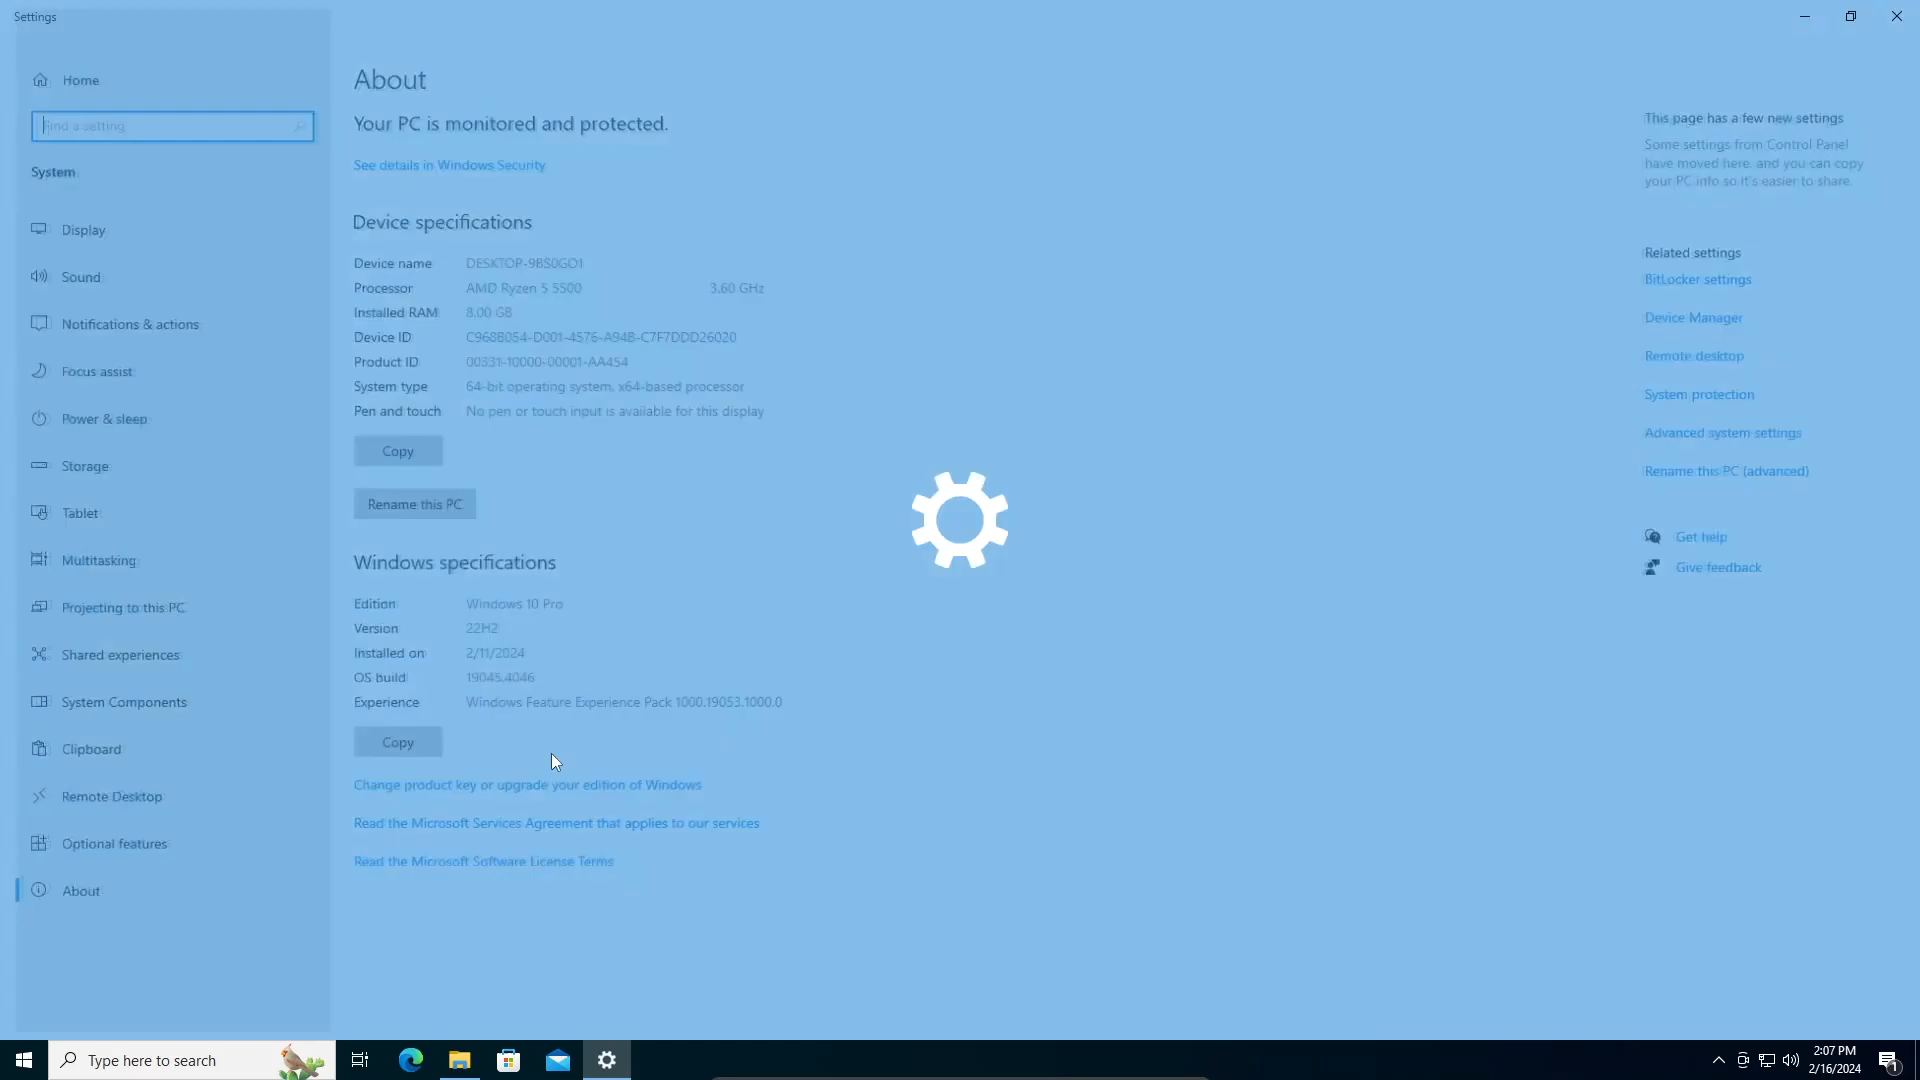 Settings
Home
Find a setting
System
Display
Sound
Notifications & actions
Focus assist
Power & sleep
Storage
Tablet
Multitasking
Projecting to this PC
Shared experiences
System Components
Clipboard
Remote Desktop
Optional features
About
About
Your PC is monitored and protected.
See details in Windows Security
Device specifications
Device name DESKTOP-9BS0GO1
Processor AMD Ryzen 5 5500 3.60 GHz
Installed RAM 8.00 GB
Device ID C968B054-D001-4576-A94B-C7F7DDD26020
Product ID 00331-10000-00001-AA454
System type 64-bit operating system, x64-based processor
Pen and touch No pen or touch input is available for this display
Copy
Rename this PC
Windows specifications
Edition Windows 10 Pro
Version 22H2
Installed on 2/11/2024
OS build 19045.4046
Experience Windows Feature Experience Pack 1000.19053.1000.0
Copy
Change product key or upgrade your edition of Windows
Read the Microsoft Services Agreement that applies to our services
Read the Microsoft Software License Terms
This page has a few new settings
Some settings from Control Panel
have moved here, and you can copy
your PC info so it's easier to share.
Related settings
BitLocker settings
Device Manager
Remote desktop
System protection
Advanced system settings
Rename this PC (advanced)
Get help
Give feedback
Type here to search
2:07 PM
2/16/2024
1